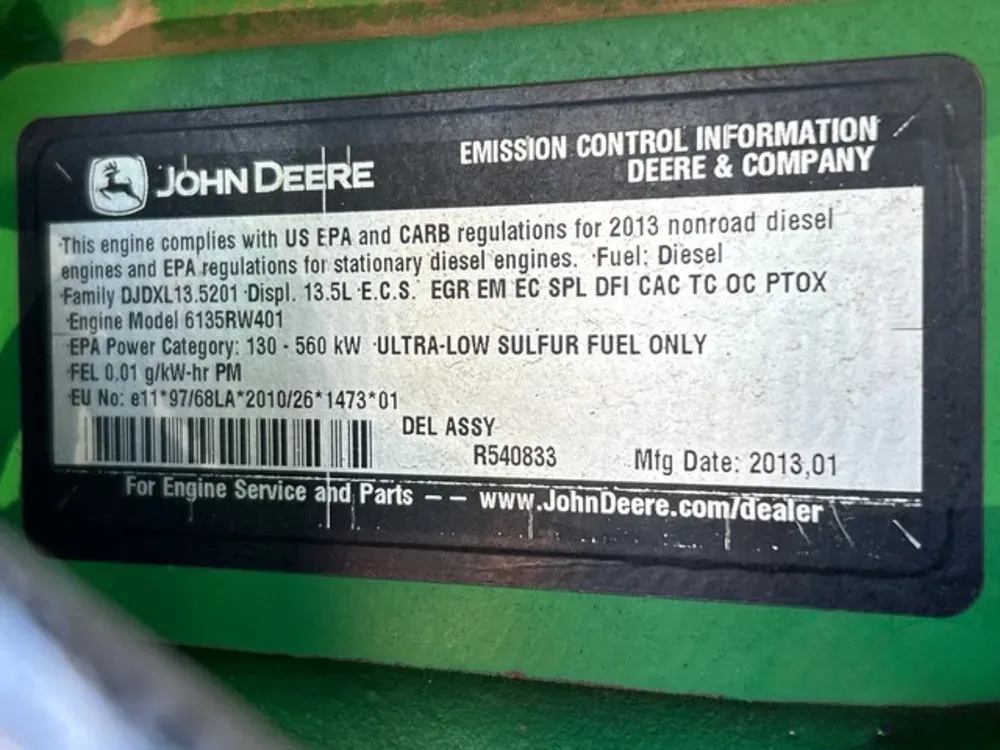 JOHN DEERE
EMISSION CONTROL INFORMATION
DEERE & COMPANY
·This engine complies with US EPA and CARB regulations for 2013 nonroad diesel
engines and EPA regulations for stationary diesel engines. ·Fuel: Diesel
·Family DJDXL13.5201 ·Displ. 13.5L ·E.C.S. EGR EM EC SPL DFI CAC TC OC PTOX
·Engine Model 6135RW401
·EPA Power Category: 130 - 560 kW ·ULTRA-LOW SULFUR FUEL ONLY
·FEL 0.01 g/kW-hr PM
·EU No: e11*97/68LA*2010/26*1473*01
DEL ASSY
R540833 Mfg Date: 2013,01
For Engine Service and Parts – – www.JohnDeere.com/dealer